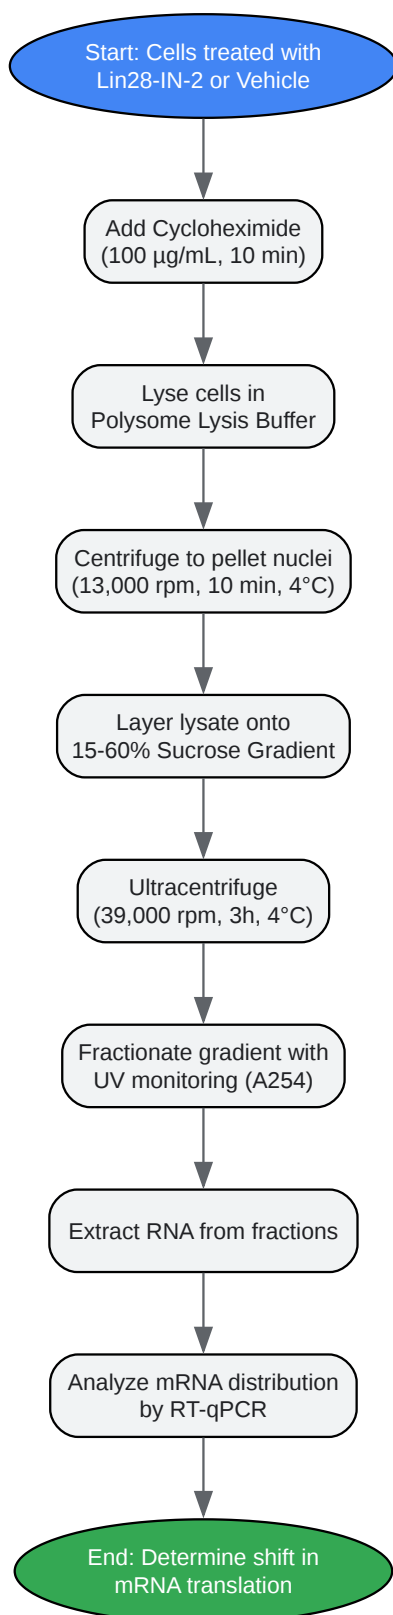 Start: Cells treated with
Lin28-IN-2 or Vehicle
Add Cycloheximide
(100 µg/mL, 10 min)
Lyse cells in
Polysome Lysis Buffer
Centrifuge to pellet nuclei
(13,000 rpm, 10 min, 4°C)
Layer lysate onto
15-60% Sucrose Gradient
Ultracentrifuge
(39,000 rpm, 3h, 4°C)
Fractionate gradient with
UV monitoring (A254)
Extract RNA from fractions
Analyze mRNA distribution
by RT-qPCR
End: Determine shift in
mRNA translation